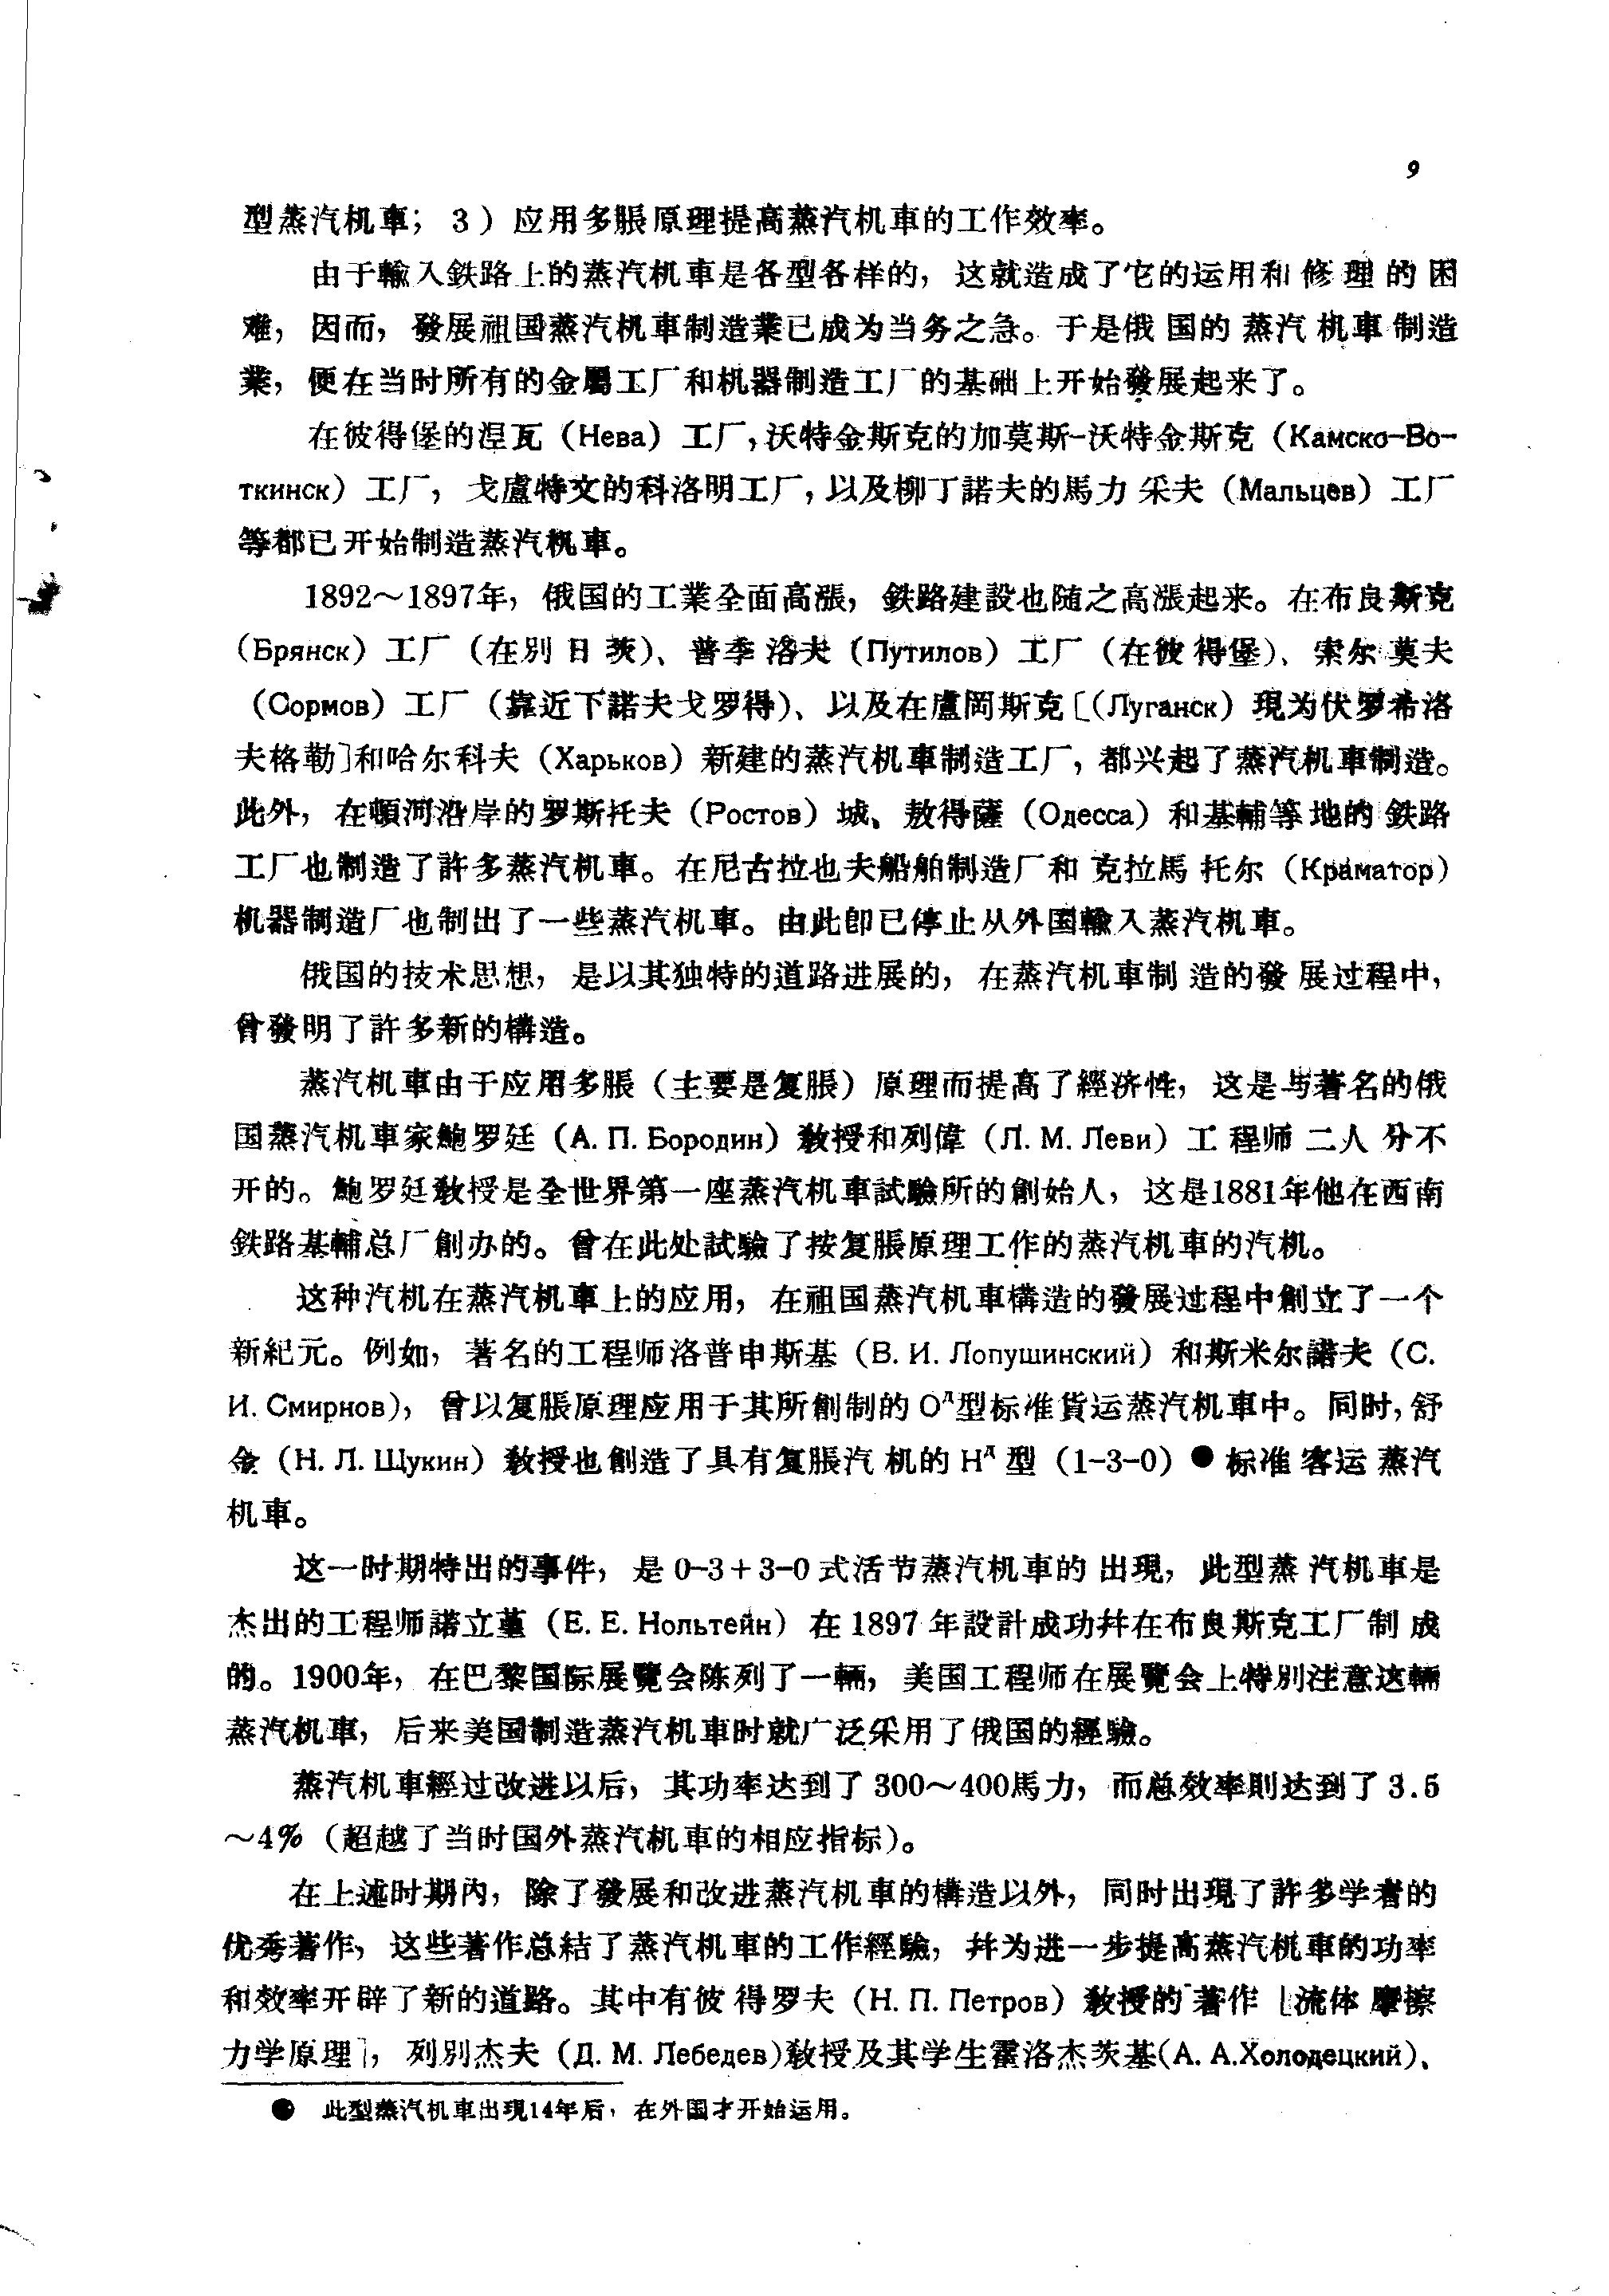 9
型蒸汽机車；3）应用多脹原理提高蒸汽机車的工作效率。
由于輸入鉄路上的蒸汽机車是各型各样的，这就造成了它的运用和修理的困
难，因而，發展祖国蒸汽机車制造業已成为当务之急。于是俄国的蒸汽机車制造
業，便在当时所有的金屬工厂和机器制造工厂的基础上开始發展起来了。
在彼得堡的涅瓦（Нева）工厂，沃特金斯克的加莫斯-沃特金斯克（Камско-Во-
ткинск）工厂，戈盧特文的科洛明工厂，以及柳丁諾夫的馬力采夫（Мальцев）工厂
等都已开始制造蒸汽机車。
1892～1897年，俄国的工業全面高漲，鉄路建設也随之高漲起来。在布良斯克
（Брянск）工厂（在別日茨）、普季洛夫（Путилов）工厂（在彼得堡）、索尔莫夫
（Сормов）工厂（靠近下諾夫戈罗得）、以及在盧岡斯克[（Луганск）現为伏罗希洛
夫格勒]和哈尔科夫（Харьков）新建的蒸汽机車制造工厂，都兴起了蒸汽机車制造。
此外，在頓河沿岸的罗斯托夫（Ростов）城、敖得薩（Одесса）和基輔等地的鉄路
工厂也制造了許多蒸汽机車。在尼古拉也夫船舶制造厂和克拉馬托尔（Краматор）
机器制造厂也制出了一些蒸汽机車。由此即已停止从外国輸入蒸汽机車。
俄国的技术思想，是以其独特的道路进展的，在蒸汽机車制造的發展过程中，
曾發明了許多新的構造。
蒸汽机車由于应用多脹（主要是复脹）原理而提高了經济性，这是与著名的俄
国蒸汽机車家鮑罗廷（А. П. Бородин）教授和列偉（Л. М. Леви）工程师二人分不
开的。鮑罗廷教授是全世界第一座蒸汽机車試驗所的創始人，这是1881年他在西南
鉄路基輔总厂創办的。曾在此处試驗了按复脹原理工作的蒸汽机車的汽机。
这种汽机在蒸汽机車上的应用，在祖国蒸汽机車構造的發展过程中創立了一个
新紀元。例如，著名的工程师洛普申斯基（В. И. Лопушинский）和斯米尔諾夫（С.
И. Смирнов），曾以复脹原理应用于其所創制的Oᴰ型标准貨运蒸汽机車中。同时，舒
金（Н. Л. Щукин）教授也創造了具有复脹汽机的Hᴰ型（1-3-0）●标准客运蒸汽
机車。
这一时期特出的事件，是0-3＋3-0式活节蒸汽机車的出現，此型蒸汽机車是
杰出的工程师諾立堇（Е. Е. Нольтейн）在1897年設計成功幷在布良斯克工厂制成
的。1900年，在巴黎国际展覽会陈列了一輛，美国工程师在展覽会上特別注意这輛
蒸汽机車，后来美国制造蒸汽机車时就广泛采用了俄国的經驗。
蒸汽机車經过改进以后，其功率达到了300～400馬力，而总效率則达到了3.5
～4%（超越了当时国外蒸汽机車的相应指标）。
在上述时期內，除了發展和改进蒸汽机車的構造以外，同时出現了許多学者的
优秀著作，这些著作总結了蒸汽机車的工作經驗，幷为进一步提高蒸汽机車的功率
和效率开辟了新的道路。其中有彼得罗夫（Н. П. Петров）教授的著作⌊流体摩擦
力学原理⌉，列別杰夫（Д. М. Лебедев）教授及其学生霍洛杰茨基（А. А.Холодецкий）、
● 此型蒸汽机車出現14年后，在外国才开始运用。